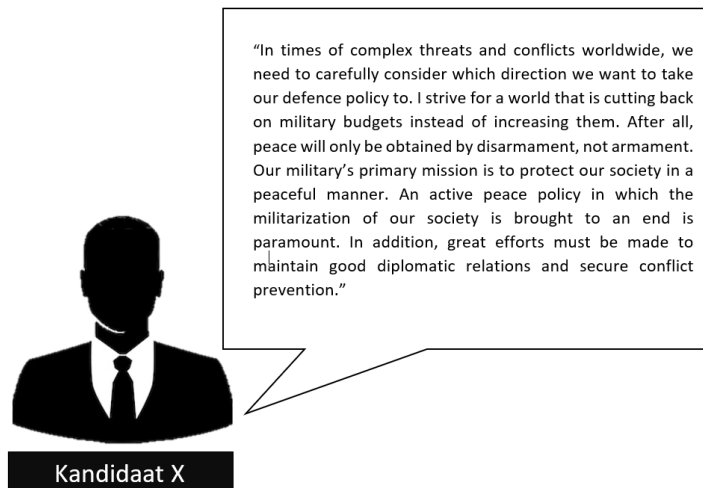 “In times of complex threats and conflicts worldwide, we
need to carefully consider which direction we want to take
our defence policy to. I strive for a world that is cutting back
on military budgets instead of increasing them. After all,
peace will only be obtained by disarmament, not armament.
Our military’s primary mission is to protect our society in a
peaceful manner. An active peace policy in which the
militarization of our society is brought to an end is
paramount. In addition, great efforts must be made to
maintain good diplomatic relations and secure conflict
prevention.”
Kandidaat X